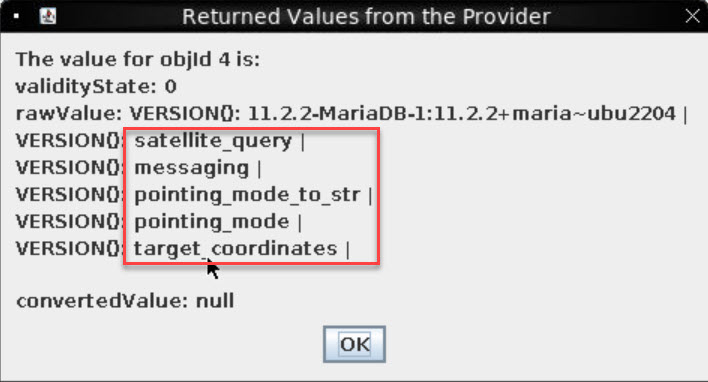 Returned Values from the Provider
The value for objId 4 is:
validityState: 0
rawValue: VERSION(): 11.2.2-MariaDB-1:11.2.2+maria~ubu2204 |
VERSION(): satellite_query |
VERSION(): messaging |
VERSION(): pointing_mode_to_str |
VERSION(): pointing_mode |
VERSION(): target_coordinates |
convertedValue: null
OK